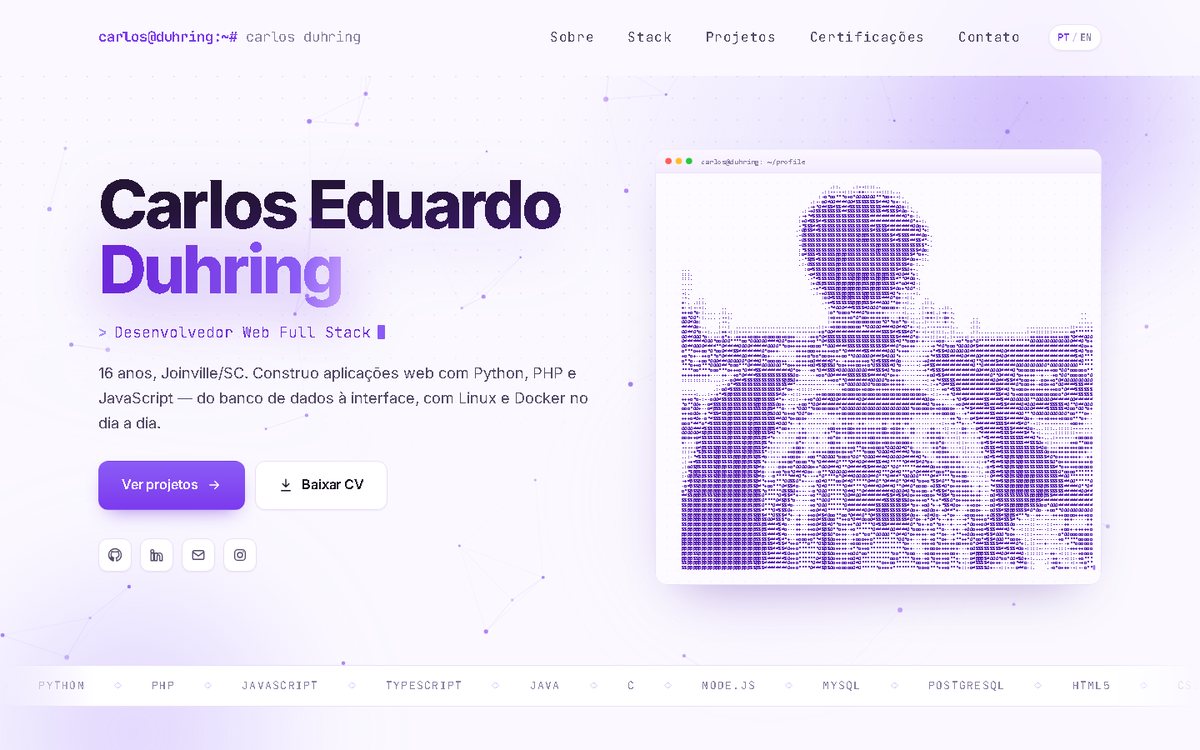 carlos@duhring:~# carlos duhring
Sobre Stack Projetos Certificações Contato PT / EN
carlos@duhring: ~/profile
Carlos Eduardo
Duhring
> Desenvolvedor Web Full Stack
16 anos, Joinville/SC. Construo aplicações web com Python, PHP e
JavaScript — do banco de dados à interface, com Linux e Docker no
dia a dia.
Ver projetos →
Baixar CV
PYTHON ◇ PHP ◇ JAVASCRIPT ◇ TYPESCRIPT ◇ JAVA ◇ C ◇ NODE.JS ◇ MYSQL ◇ POSTGRESQL ◇ HTML5 ◇